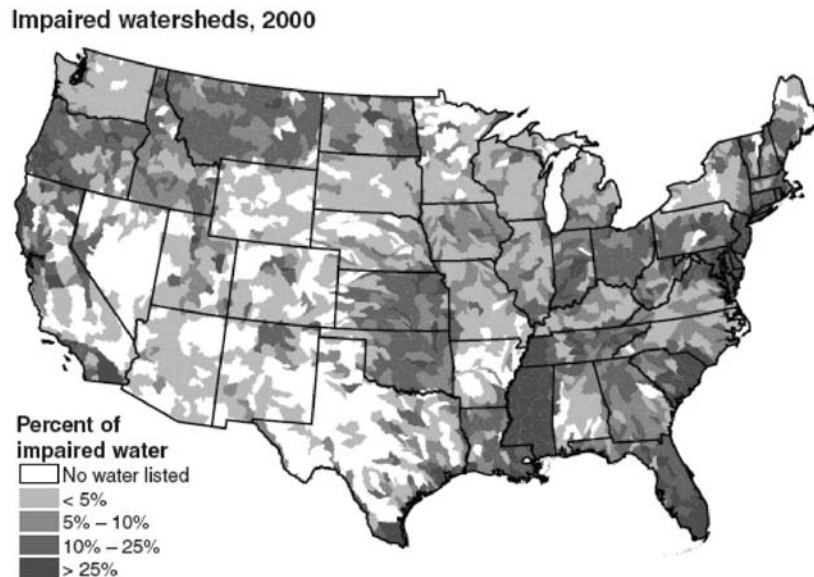 Impaired watersheds, 2000
Percent of
impaired water
No water listed
< 5%
5% – 10%
10% – 25%
> 25%